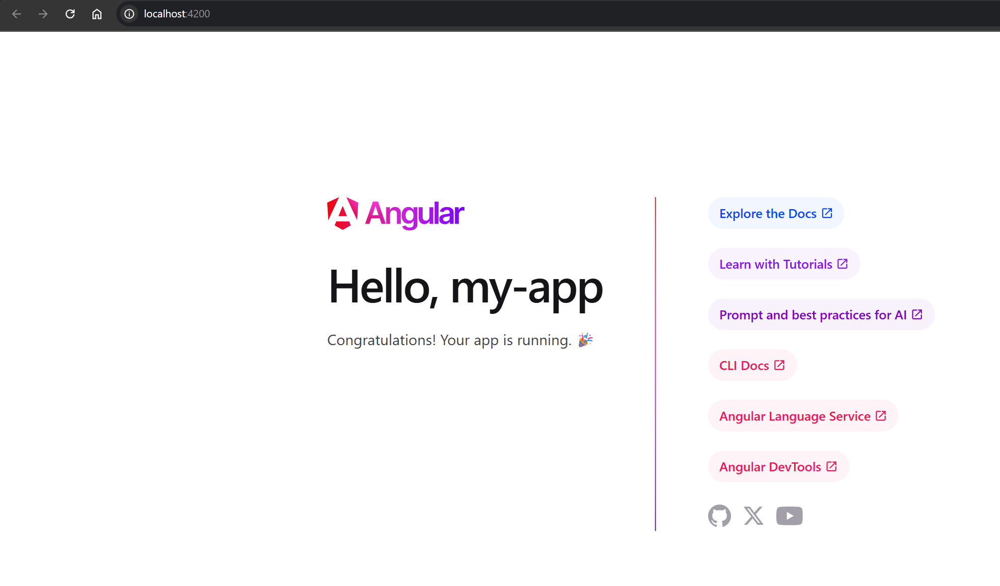 localhost:4200
Angular
Hello, my-app
Congratulations! Your app is running. 🎉
Explore the Docs
Learn with Tutorials
Prompt and best practices for AI
CLI Docs
Angular Language Service
Angular DevTools